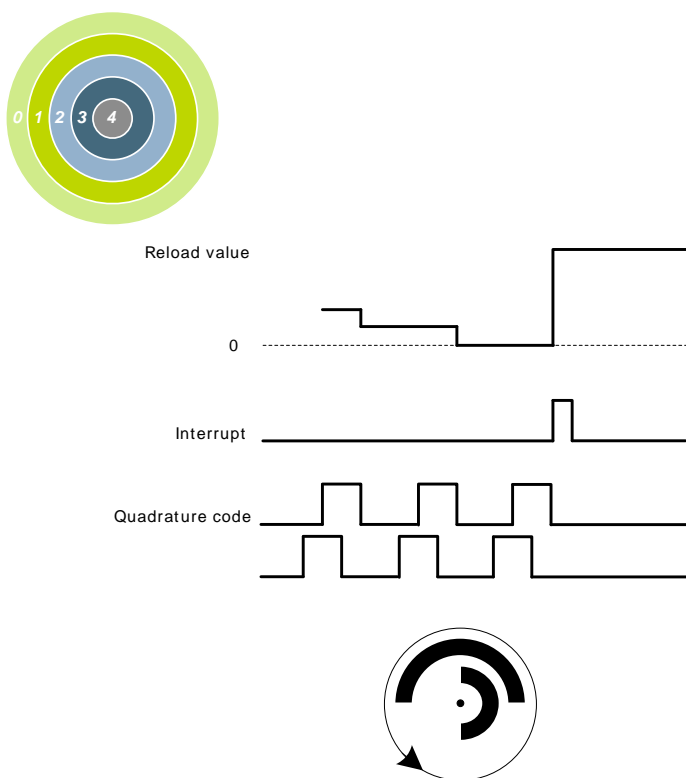 0 1 2 3 4
Reload value
0
Interrupt
Quadrature code